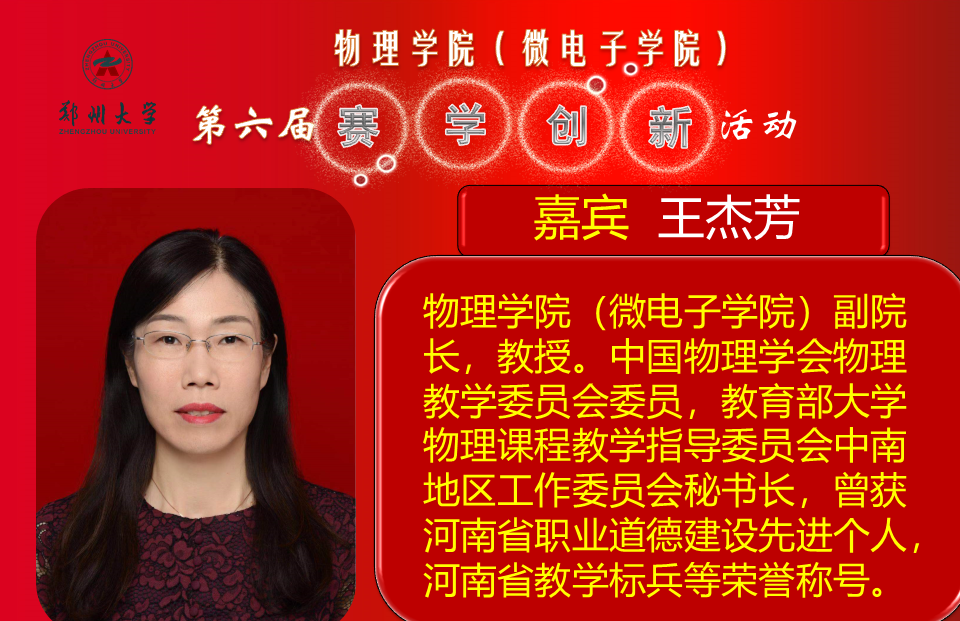 物理学院（微电子学院）
郑州大学
ZHENGZHOU UNIVERSITY
第六届赛学创新活动
嘉宾 王杰芳
物理学院（微电子学院）副院
长，教授。中国物理学会物理
教学委员会委员，教育部大学
物理课程教学指导委员会中南
地区工作委员会秘书长，曾获
河南省职业道德建设先进个人，
河南省教学标兵等荣誉称号。